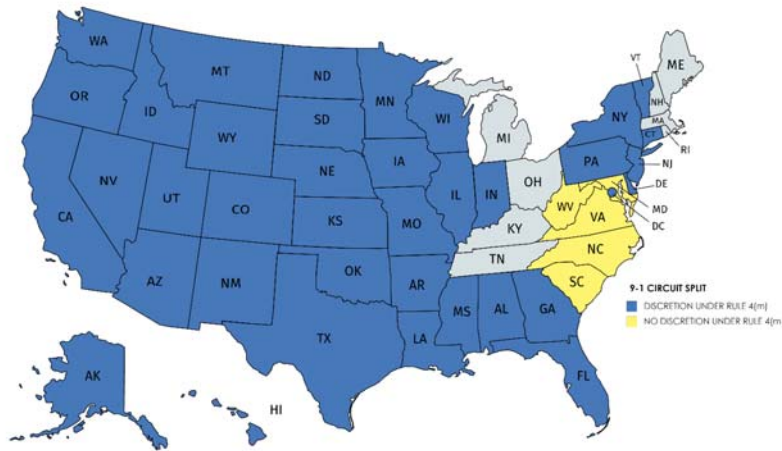 WA
MT
ND
MN
OR
ID
SD
WI
WY
MI
NY
VT
ME
NH
MA
CT
RI
NV
NE
IA
PA
NJ
CA
UT
CO
IL
IN
OH
DE
KS
MO
WV
VA
MD
DC
KY
AZ
NM
OK
AR
TN
NC
SC
TX
LA
MS
AL
GA
FL
AK
HI
9-1 CIRCUIT SPLIT
DISCRETION UNDER RULE 4(m)
NO DISCRETION UNDER RULE 4(m